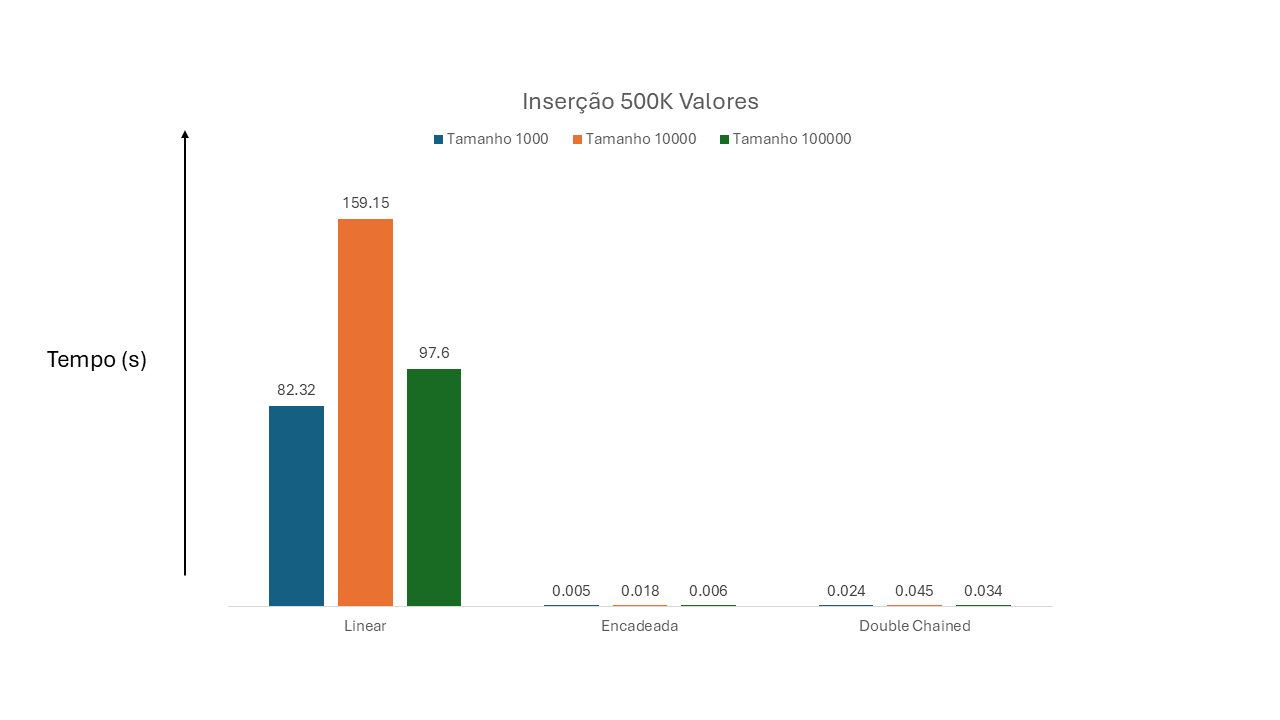 Inserção 500K Valores
Tamanho 1000 Tamanho 10000 Tamanho 100000
159.15
97.6
Tempo (s)
82.32
0.005 0.018 0.006 0.024 0.045 0.034
Linear Encadeada Double Chained